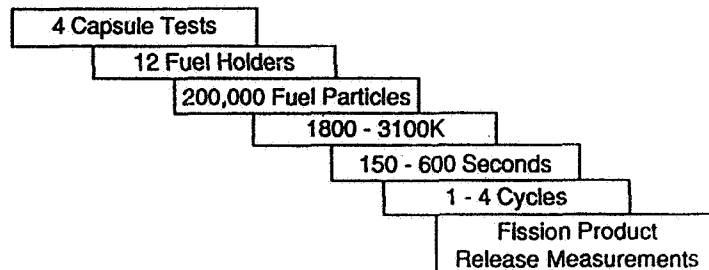 4 Capsule Tests
12 Fuel Holders
200,000 Fuel Particles
1800 - 3100K
150 - 600 Seconds
1 - 4 Cycles
Fission Product
Release Measurements